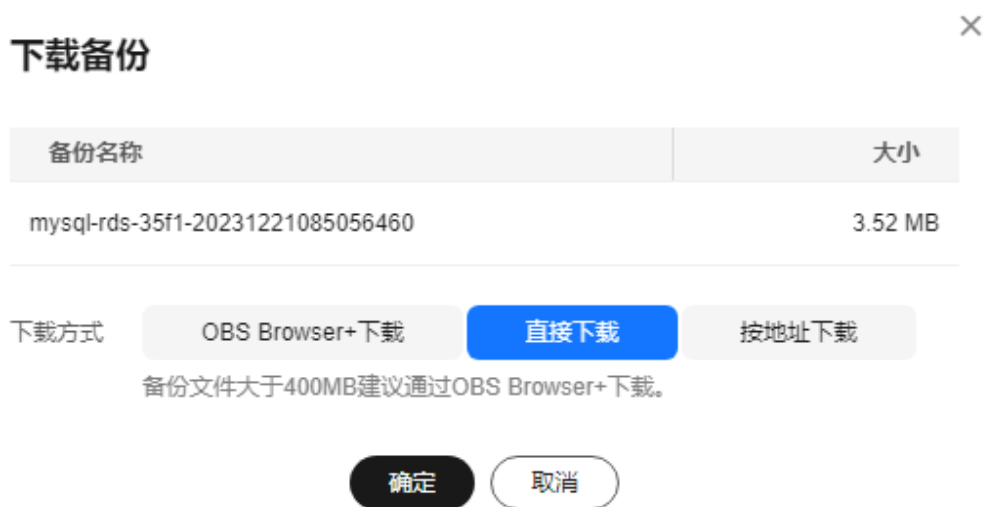 下载备份
备份名称 大小
mysql-rds-35f1-20231221085056460 3.52 MB
下载方式 OBS Browser+下载 直接下载 按地址下载
备份文件大于400MB建议通过OBS Browser+下载。
确定 取消